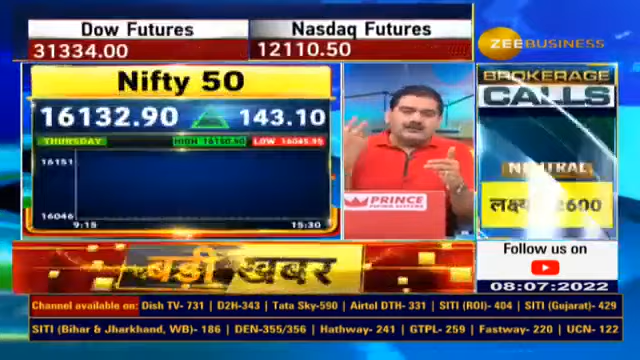 Dow Futures
31334.00
Nasdaq Futures
12110.50
ZEEBUSINESS
Nifty 50
16132.90 143.10
THURSDAY HIGH 16150.90 LOW 16045.95
16151
16046
9:15 15:30
PRINCE
BROKERAGE
CALLS
NEUTRAL
लक्ष्य 2600
बड़ी खबर
Follow us on
08:07:2022
Channel available on: Dish TV- 731 | D2H-343 | Tata Sky-590 | Airtel DTH- 331 | SITI (ROI)- 404 | SITI (Gujarat)- 429
SITI (Bihar & Jharkhand, WB)- 186 | DEN-355/356 | Hathway- 241 | GTPL- 259 | Fastway- 220 | UCN- 122